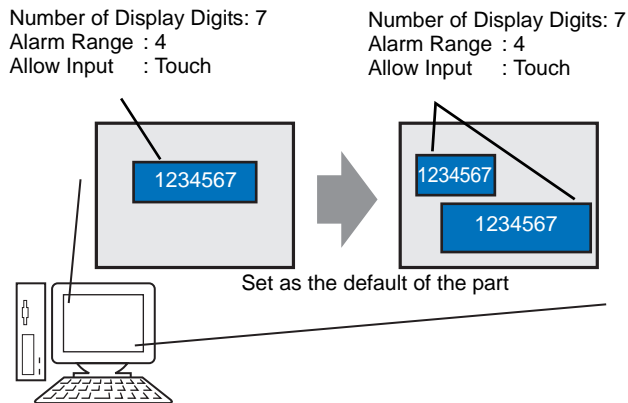 Number of Display Digits: 7
Alarm Range : 4
Allow Input : Touch
Number of Display Digits: 7
Alarm Range : 4
Allow Input : Touch
1234567
1234567
1234567
Set as the default of the part